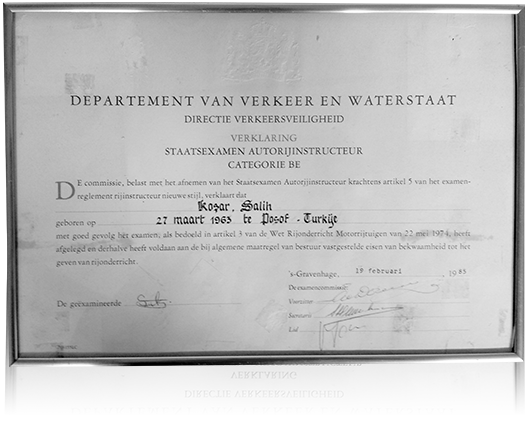 DEPARTEMENT VAN VERKEER EN WATERSTAAT
DIRECTIE VERKEERSVEILIGHEID
VERKLARING
STAATSEXAMEN AUTORIJINSTRUCTEUR
CATEGORIE BE
DE commissie, belast met het afnemen van het Staatsexamen Autorijinstructeur krachtens artikel 5 van het examen-
reglement rijinstructeur nieuwe stijl, verklaart dat
Koşar, Salih
geboren op 27 maart 1963 te Posof - Turkije
met goed gevolg het examen, als bedoeld in artikel 3 van de Wet Rijonderricht Motorrijtuigen van 22 mei 1974, heeft
afgelegd en derhalve heeft voldaan aan de bij algemene maatregel van bestuur vastgestelde eisen van bekwaamheid tot het
geven van rijonderricht.
's-Gravenhage, 18 februari 1985
De examencommissie
Voorzitter
De geëxamineerde
Secretaris
Lid